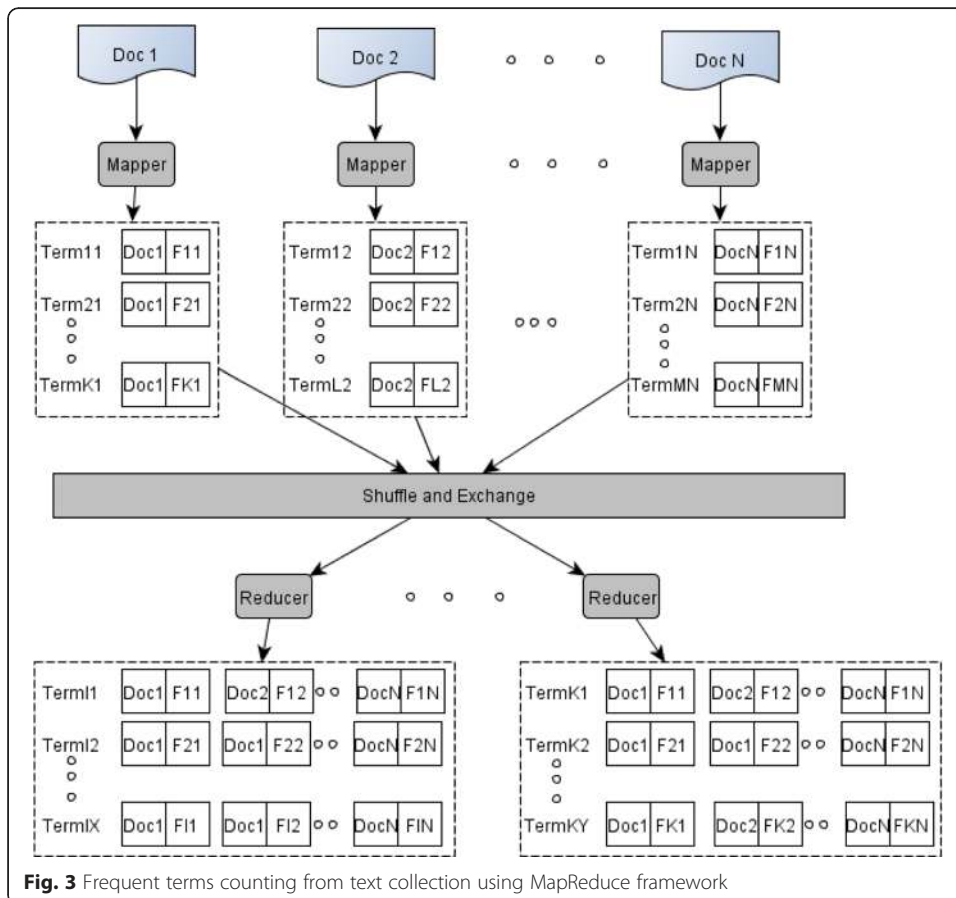 Doc 1 Doc 2 Doc N
Mapper Mapper Mapper
Term11 Doc1 F11 Term12 Doc2 F12 Term1N DocN F1N
Term21 Doc1 F21 Term22 Doc2 F22 Term2N DocN F2N
TermK1 Doc1 FK1 TermL2 Doc2 FL2 TermMN DocN FMN
Shuffle and Exchange
Reducer Reducer
TermI1 Doc1 F11 Doc2 F12 DocN F1N TermK1 Doc1 F11 Doc2 F12 DocN F1N
TermI2 Doc1 F21 Doc1 F22 DocN F2N TermK2 Doc1 F21 Doc1 F22 DocN F2N
TermIX Doc1 FI1 Doc1 FI2 DocN FIN TermKY Doc1 FK1 Doc2 FK2 DocN FKN
Fig. 3 Frequent terms counting from text collection using MapReduce framework